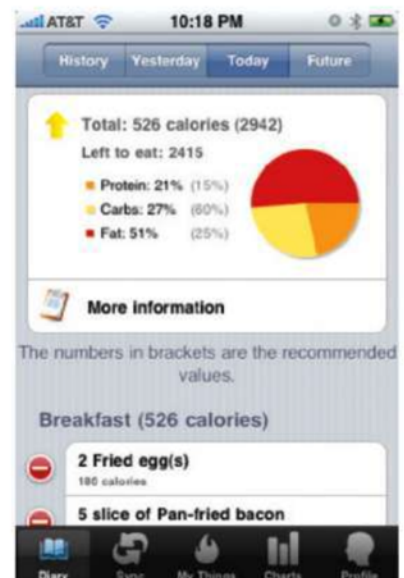 AT&T 10:18 PM
History Yesterday Today Future
Total: 526 calories (2942)
Left to eat: 2415
Protein: 21% (15%)
Carbs: 27% (60%)
Fat: 51% (25%)
More information
The numbers in brackets are the recommended
values.
Breakfast (526 calories)
2 Fried egg(s)
180 calories
5 slice of Pan-fried bacon
Diary Sync My Things Charts Profile